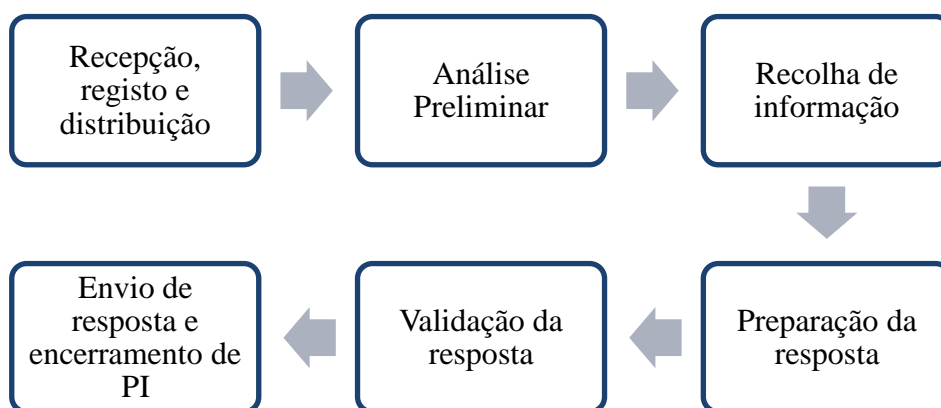 Recepção,
registo e
distribuição
Análise
Preliminar
Recolha de
informação
Preparação da
resposta
Validação da
resposta
Envio de
resposta e
encerramento de
PI